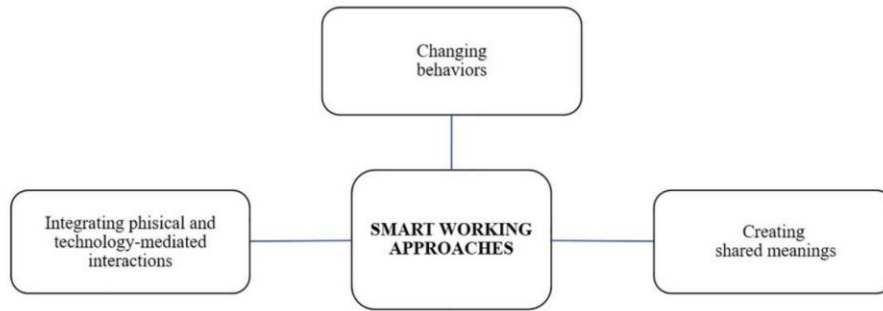 Changing
behaviors
Integrating phisical and
technology-mediated
interactions
SMART WORKING
APPROACHES
Creating
shared meanings